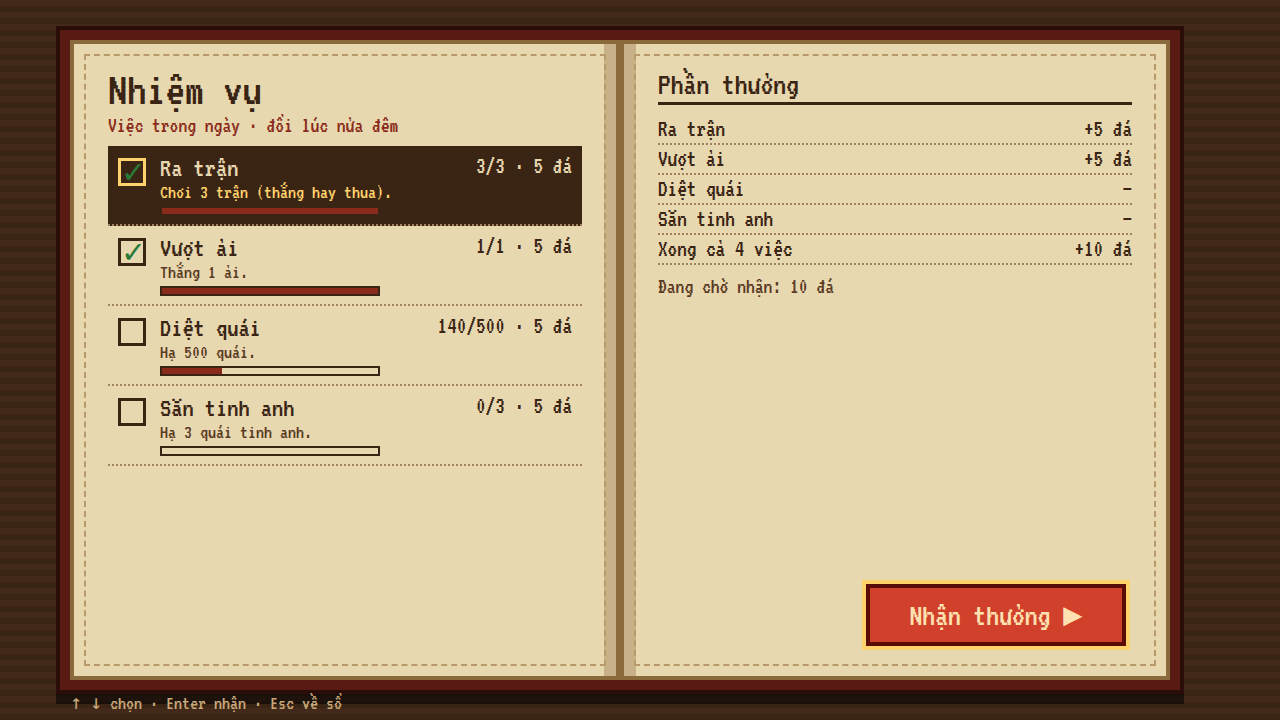 Nhiệm vụ
Việc trong ngày · đổi lúc nửa đêm
Ra trận 3/3 · 5 đá
Chơi 3 trận (thắng hay thua).
Vượt ải 1/1 · 5 đá
Thắng 1 ải.
Diệt quái 140/500 · 5 đá
Hạ 500 quái.
Săn tinh anh 0/3 · 5 đá
Hạ 3 quái tinh anh.
Phần thưởng
Ra trận +5 đá
Vượt ải +5 đá
Diệt quái –
Săn tinh anh –
Xong cả 4 việc +10 đá
Đang chờ nhận: 10 đá
Nhận thưởng ▶
↑ ↓ chọn · Enter nhận · Esc về sổ